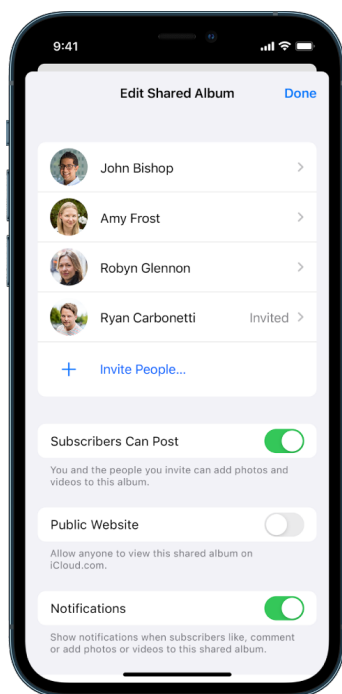 9:41
Edit Shared Album Done
John Bishop
Amy Frost
Robyn Glennon
Ryan Carbonetti Invited
Invite People...
Subscribers Can Post
You and the people you invite can add photos and
videos to this album.
Public Website
Allow anyone to view this shared album on
iCloud.com.
Notifications
Show notifications when subscribers like, comment
or add photos or videos to this shared album.